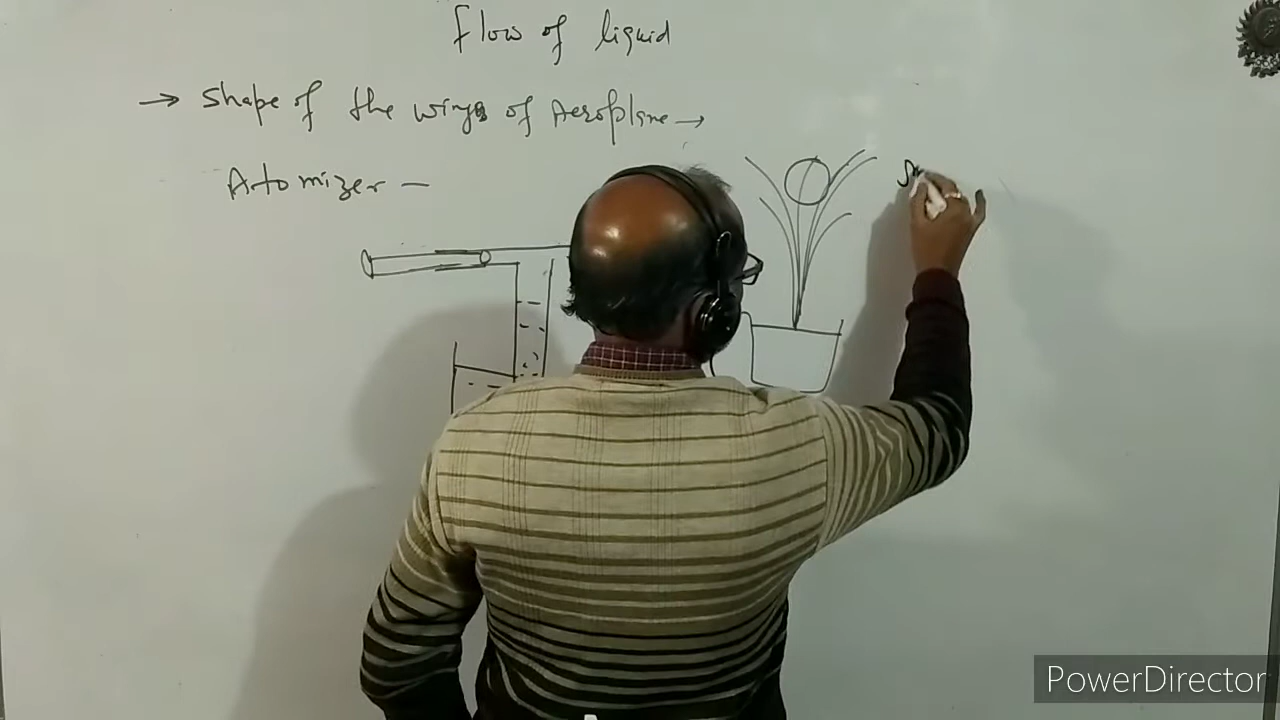 Flow of liquid
→ Shape of the wings of Aeroplane →
Atomizer –
PowerDirector